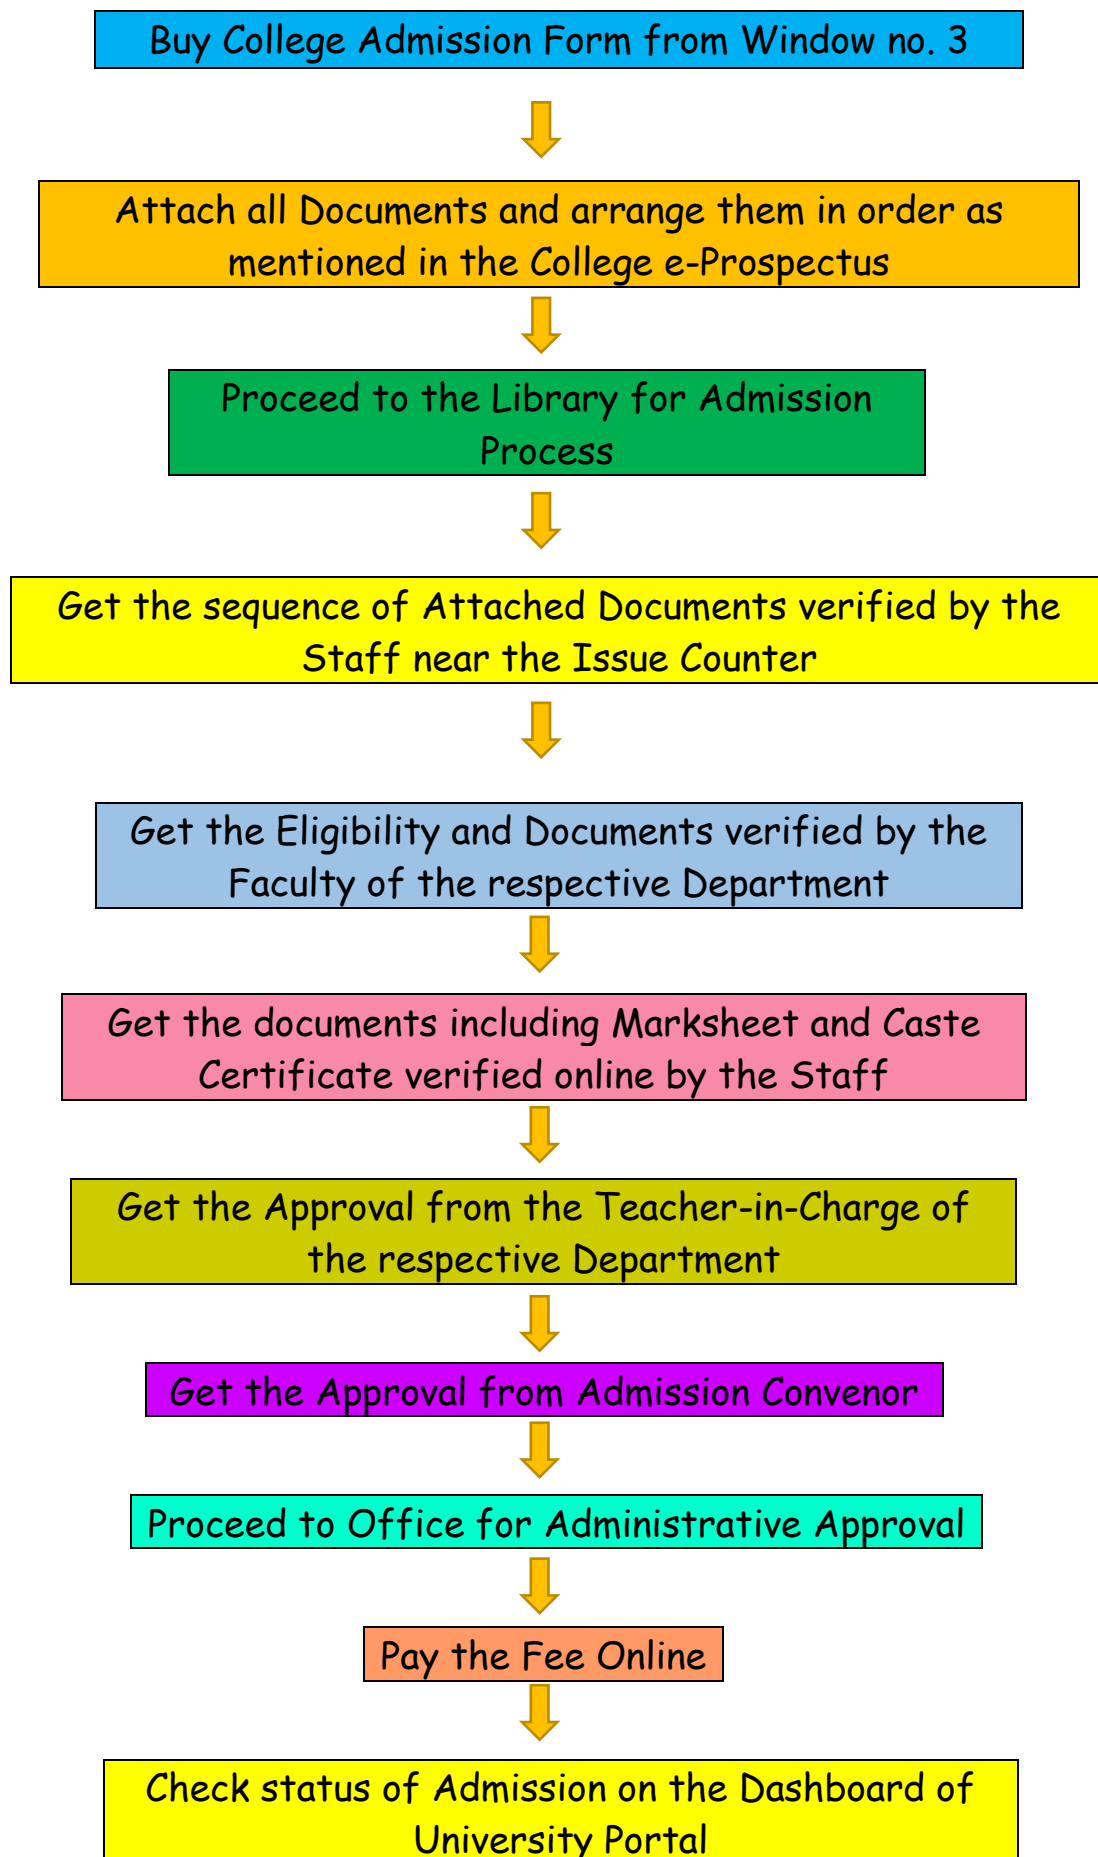 Buy College Admission Form from Window no. 3
Attach all Documents and arrange them in order as
mentioned in the College e-Prospectus
Proceed to the Library for Admission
Process
Get the sequence of Attached Documents verified by the
Staff near the Issue Counter
Get the Eligibility and Documents verified by the
Faculty of the respective Department
Get the documents including Marksheet and Caste
Certificate verified online by the Staff
Get the Approval from the Teacher-in-Charge of
the respective Department
Get the Approval from Admission Convenor
Proceed to Office for Administrative Approval
Pay the Fee Online
Check status of Admission on the Dashboard of
University Portal